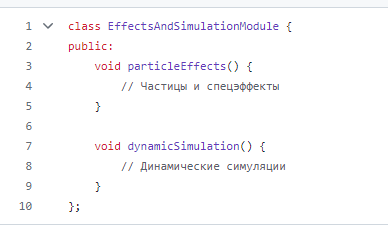 1 class EffectsAndSimulationModule {
2 public:
3 void particleEffects() {
4 // Частицы и спецэффекты
5 }
6
7 void dynamicSimulation() {
8 // Динамические симуляции
9 }
10 };